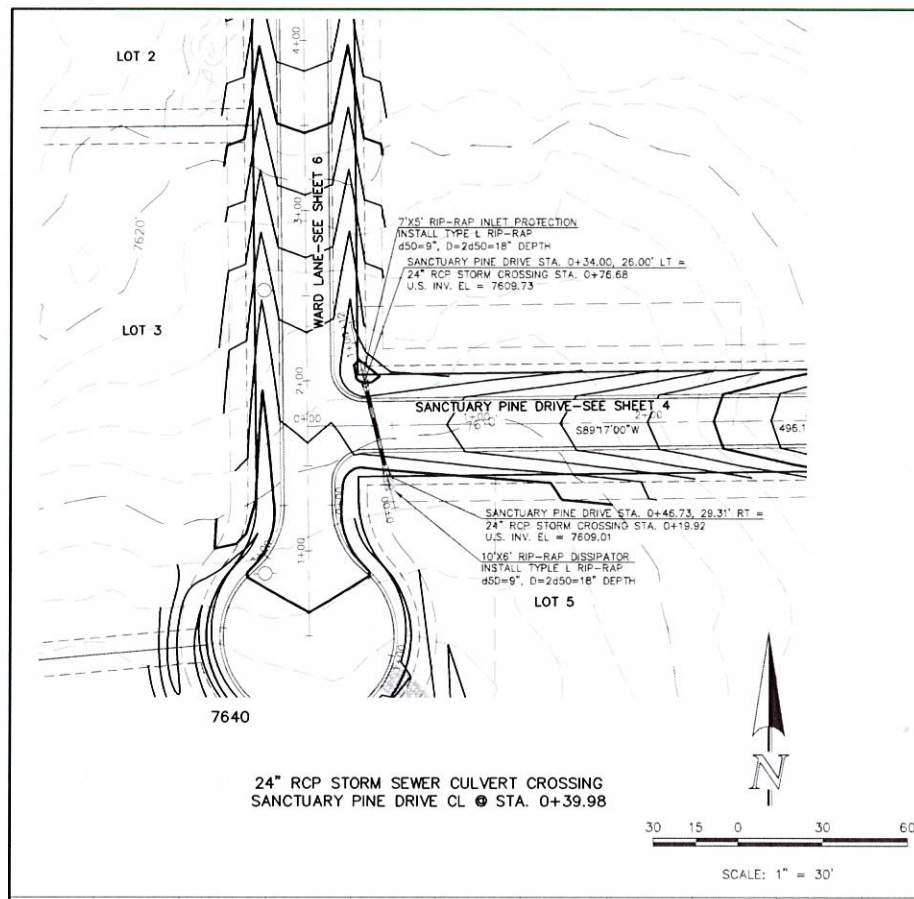 LOT 2
4+00
WARD LANE-SEE SHEET 6
3+00
7620'
7'X5' RIP-RAP INLET PROTECTION
INSTALL TYPE L RIP-RAP
d50=9", D=2d50=18" DEPTH
SANCTUARY PINE DRIVE STA. 0+34.00, 26.00' LT =
24" RCP STORM CROSSING STA. 0+76.68
U.S. INV. EL = 7609.73
LOT 3
2+00
0+00
SANCTUARY PINE DRIVE-SEE SHEET 4
1+00
7610'
2+00
S89°17'00"W
496.1
0+00
1+00
SANCTUARY PINE DRIVE STA. 0+46.73, 29.31' RT =
24" RCP STORM CROSSING STA. 0+19.92
U.S. INV. EL = 7609.01
10'X6' RIP-RAP DISSIPATOR
INSTALL TYPLE L RIP-RAP
d50=9", D=2d50=18" DEPTH
LOT 5
7640
N
24" RCP STORM SEWER CULVERT CROSSING
SANCTUARY PINE DRIVE CL @ STA. 0+39.98
30 15 0 30 60
SCALE: 1" = 30'